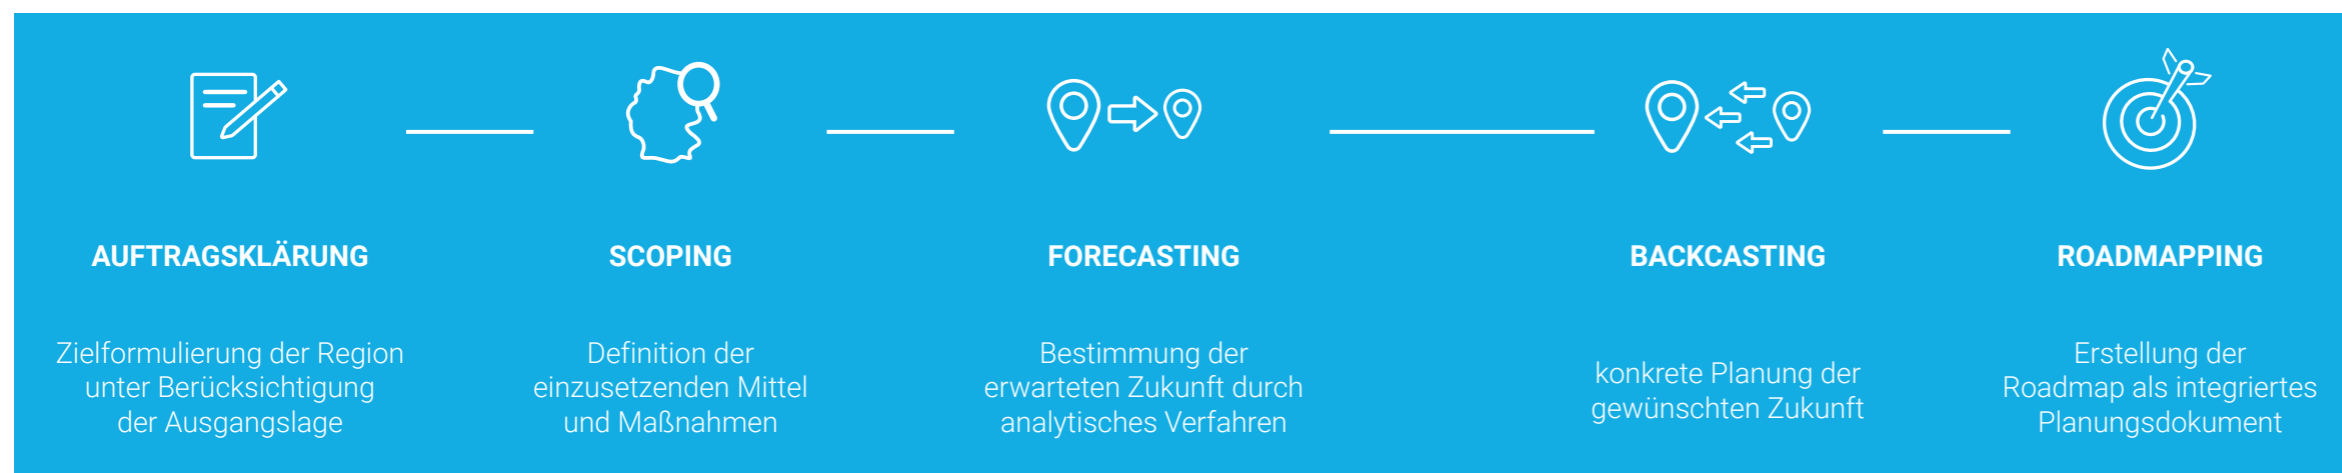 AUFTRAGSKLÄRUNG
Zielformulierung der Region
unter Berücksichtigung
der Ausgangslage
SCOPING
Definition der
einzusetzenden Mittel
und Maßnahmen
FORECASTING
Bestimmung der
erwarteten Zukunft durch
analytisches Verfahren
BACKCASTING
konkrete Planung der
gewünschten Zukunft
ROADMAPPING
Erstellung der
Roadmap als integriertes
Planungsdokument